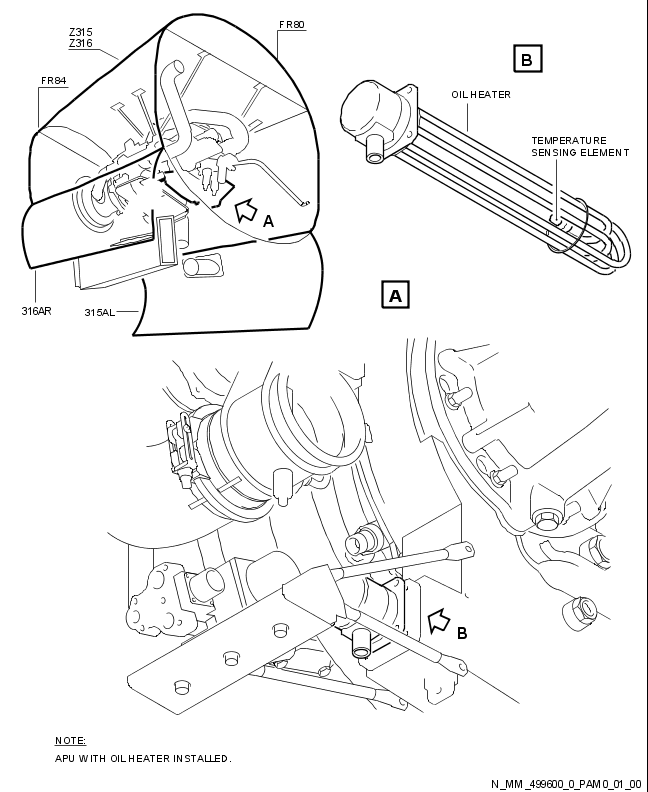 Z315
Z316
FR80
FR84
A
316AR
315AL
B
OIL HEATER
TEMPERATURE
SENSING ELEMENT
A
B
NOTE:
APU WITH OIL HEATER INSTALLED.
N_MM_499600_0_PAM0_01_00